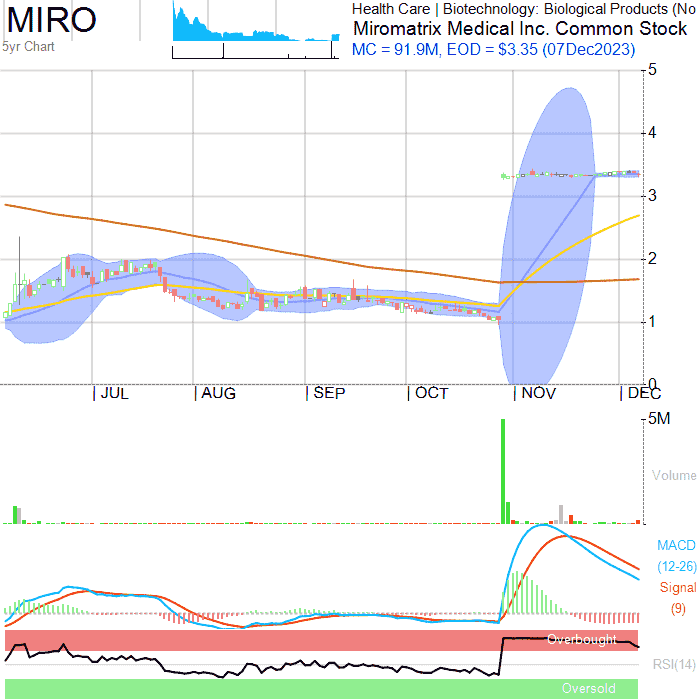 MIRO
5yr Chart
Health Care | Biotechnology: Biological Products (No
Miromatrix Medical Inc. Common Stock
MC = 91.9M, EOD = $3.35 (07Dec2023)
5
4
3
2
1
0
JUL AUG SEP OCT NOV DEC
5M
Volume
MACD
(12-26)
Signal
(9)
Overbought
RSI(14)
Oversold